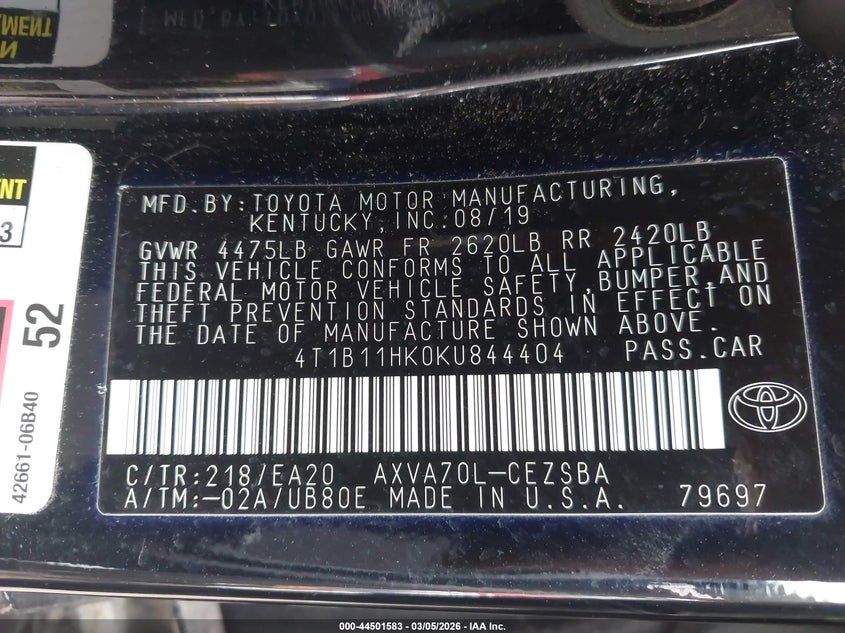 NMENT
N
ENT
3
52
42661-06B40
MFD.BY:TOYOTA MOTOR MANUFACTURING,
KENTUCKY,INC.08/19
GVWR 4475LB GAWR FR 2620LB RR 2420LB
THIS VEHICLE CONFORMS TO ALL APPLICABLE
FEDERAL MOTOR VEHICLE SAFETY,BUMPER,AND
THEFT PREVENTION STANDARDS IN EFFECT ON
THE DATE OF MANUFACTURE SHOWN ABOVE.
4T1B11HK0KU844404 PASS.CAR
C/TR:218/EA20 AXVA70L-CEZSBA
A/TM:-02A/UB80E MADE IN U.S.A. 79697
000-44501583 - 03/05/2026 - IAA Inc.